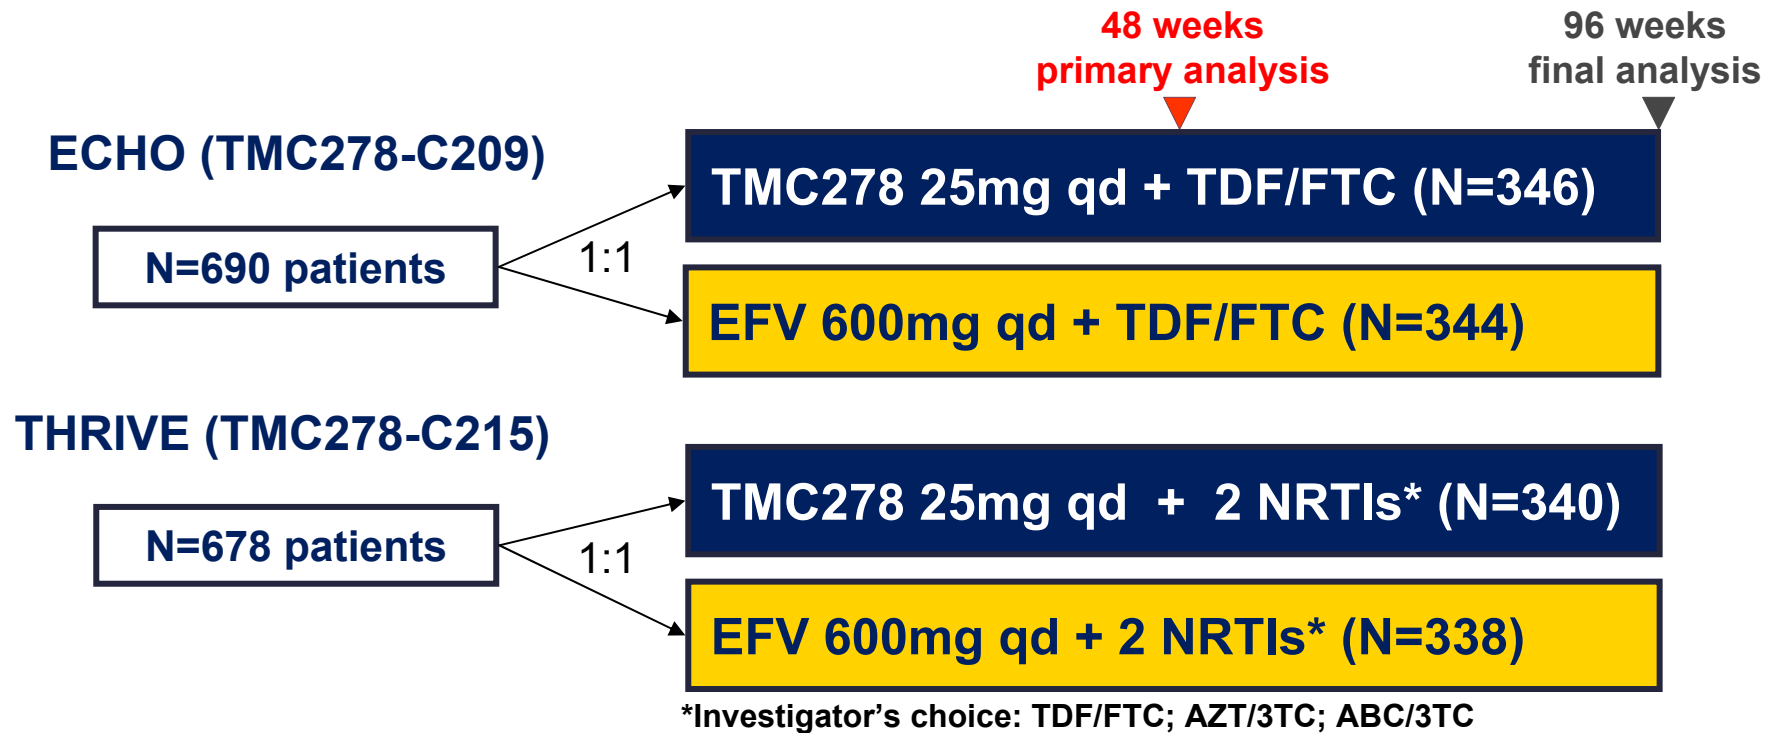 48 weeks
primary analysis
96 weeks
final analysis
ECHO (TMC278-C209)
N=690 patients
1:1
TMC278 25mg qd + TDF/FTC (N=346)
EFV 600mg qd + TDF/FTC (N=344)
THRIVE (TMC278-C215)
N=678 patients
1:1
TMC278 25mg qd + 2 NRTIs* (N=340)
EFV 600mg qd + 2 NRTIs* (N=338)
*Investigator's choice: TDF/FTC; AZT/3TC; ABC/3TC